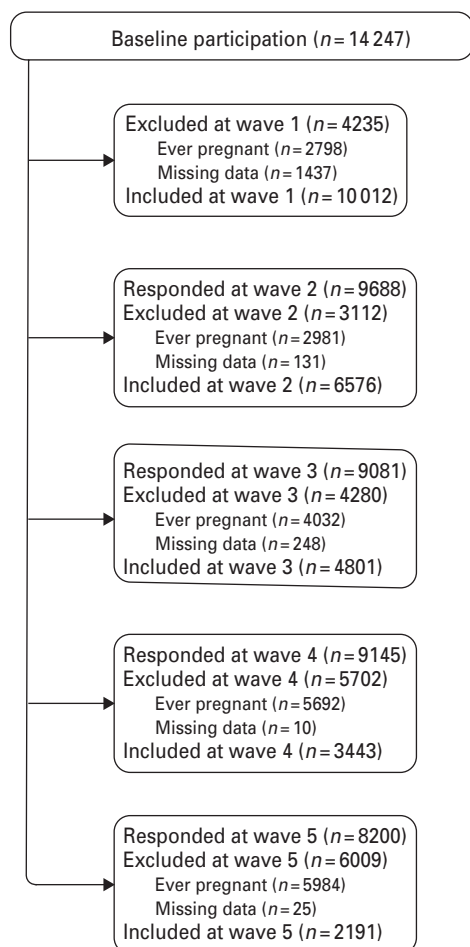 Baseline participation (n = 14 247)
Excluded at wave 1 (n = 4235)
Ever pregnant (n = 2798)
Missing data (n = 1437)
Included at wave 1 (n = 10 012)
Responded at wave 2 (n = 9688)
Excluded at wave 2 (n = 3112)
Ever pregnant (n = 2981)
Missing data (n = 131)
Included at wave 2 (n = 6576)
Responded at wave 3 (n = 9081)
Excluded at wave 3 (n = 4280)
Ever pregnant (n = 4032)
Missing data (n = 248)
Included at wave 3 (n = 4801)
Responded at wave 4 (n = 9145)
Excluded at wave 4 (n = 5702)
Ever pregnant (n = 5692)
Missing data (n = 10)
Included at wave 4 (n = 3443)
Responded at wave 5 (n = 8200)
Excluded at wave 5 (n = 6009)
Ever pregnant (n = 5984)
Missing data (n = 25)
Included at wave 5 (n = 2191)